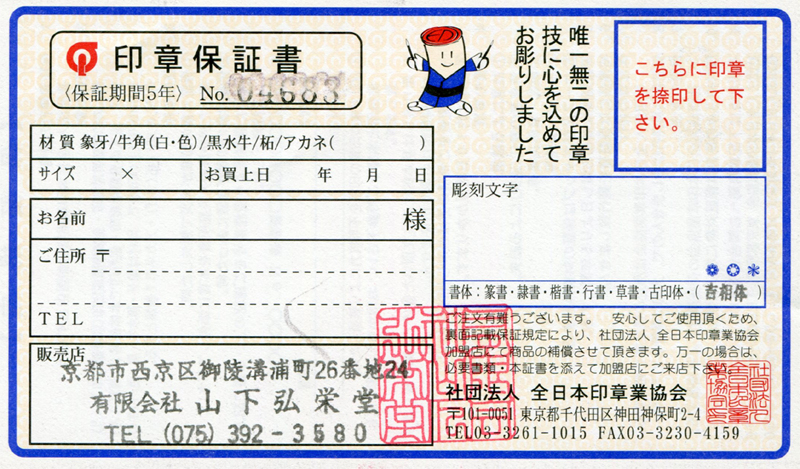 印章保証書
〈保証期間5年〉 No. 04683
唯一無二の印章
技に心を込めて
お彫りしました
こちらに印章
を捺印して下
さい。
材 質 象牙/牛角(白・色)/黒水牛/柘/アカネ( )
サイズ × お買上日 年 月 日
お名前 様
ご住所 〒
TEL
販売店
京都市西京区御陵溝浦町26番地24
有限会社 山下弘栄堂
TEL (075) 392-3580
彫刻文字
書体：篆書・隷書・楷書・行書・草書・古印体・( 吉相体 )
ご注文有難うございます。 安心してご使用頂くため、
裏面記載保証規定により、社団法人 全日本印章業協会
加盟店にて商品の補償させて頂きます。万一の場合は、
必要書類・本証書を添えて加盟店にご来店下さい。
社団法人 全日本印章業協会
〒101-0051 東京都千代田区神田神保町2-4
TEL03-3261-1015 FAX03-3230-4159